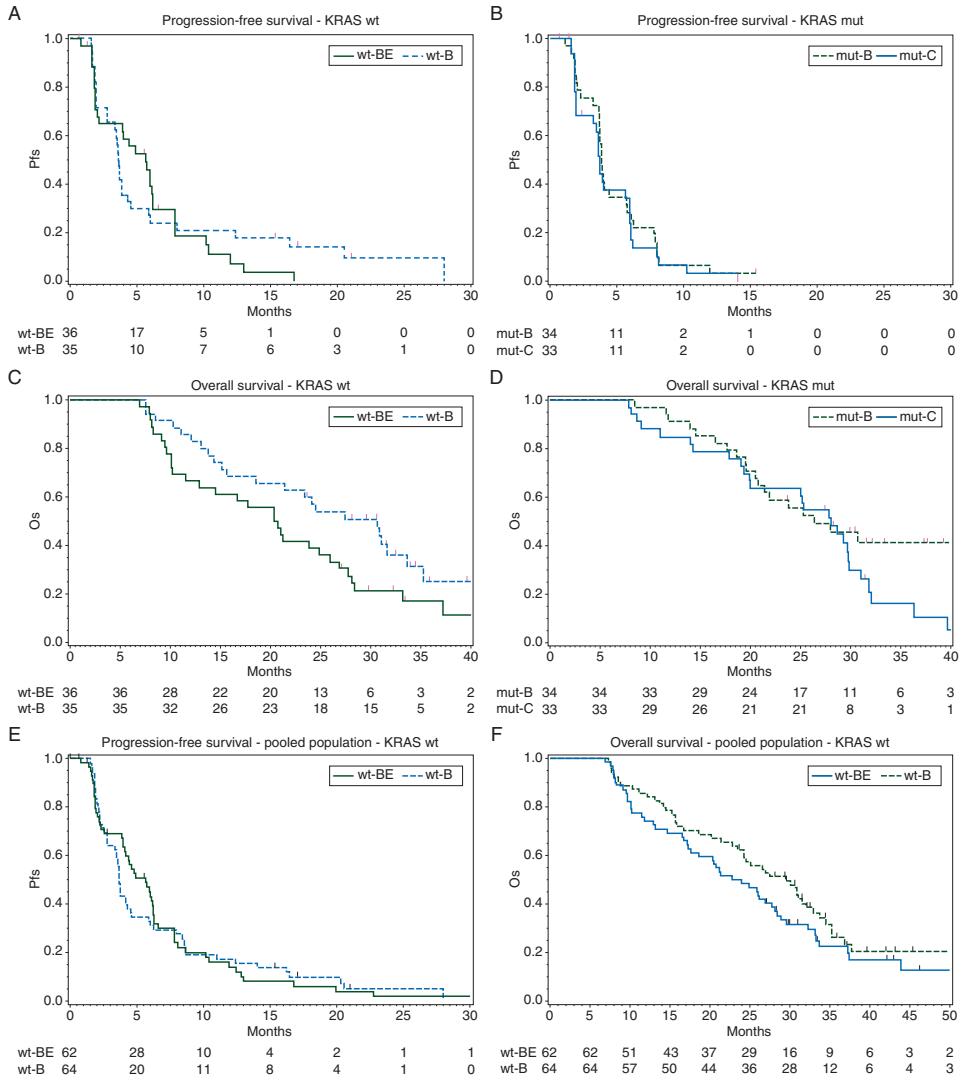 A
Progression-free survival - KRAS wt
wt-BE wt-B
Pfs
1.0
0.8
0.6
0.4
0.2
0.0
0 5 10 15 20 25 30
Months
wt-BE 36 17 5 1 0 0 0
wt-B 35 10 7 6 3 1 0
B
Progression-free survival - KRAS mut
mut-B mut-C
Pfs
1.0
0.8
0.6
0.4
0.2
0.0
0 5 10 15 20 25 30
Months
mut-B 34 11 2 1 0 0 0
mut-C 33 11 2 0 0 0 0
C
Overall survival - KRAS wt
wt-BE wt-B
Os
1.0
0.8
0.6
0.4
0.2
0.0
0 5 10 15 20 25 30 35 40
Months
wt-BE 36 36 28 22 20 13 6 3 2
wt-B 35 35 32 26 23 18 15 5 2
D
Overall survival - KRAS mut
mut-B mut-C
Os
1.0
0.8
0.6
0.4
0.2
0.0
0 5 10 15 20 25 30 35 40
Months
mut-B 34 34 33 29 24 17 11 6 3
mut-C 33 33 29 26 21 21 8 3 1
E
Progression-free survival - pooled population - KRAS wt
wt-BE wt-B
Pfs
1.0
0.8
0.6
0.4
0.2
0.0
0 5 10 15 20 25 30
Months
wt-BE 62 28 10 4 2 1 1
wt-B 64 20 11 8 4 1 0
F
Overall survival - pooled population - KRAS wt
wt-BE wt-B
Os
1.0
0.8
0.6
0.4
0.2
0.0
0 5 10 15 20 25 30 35 40 45 50
Months
wt-BE 62 62 51 43 37 29 16 9 6 3 2
wt-B 64 64 57 50 44 36 28 12 6 4 3